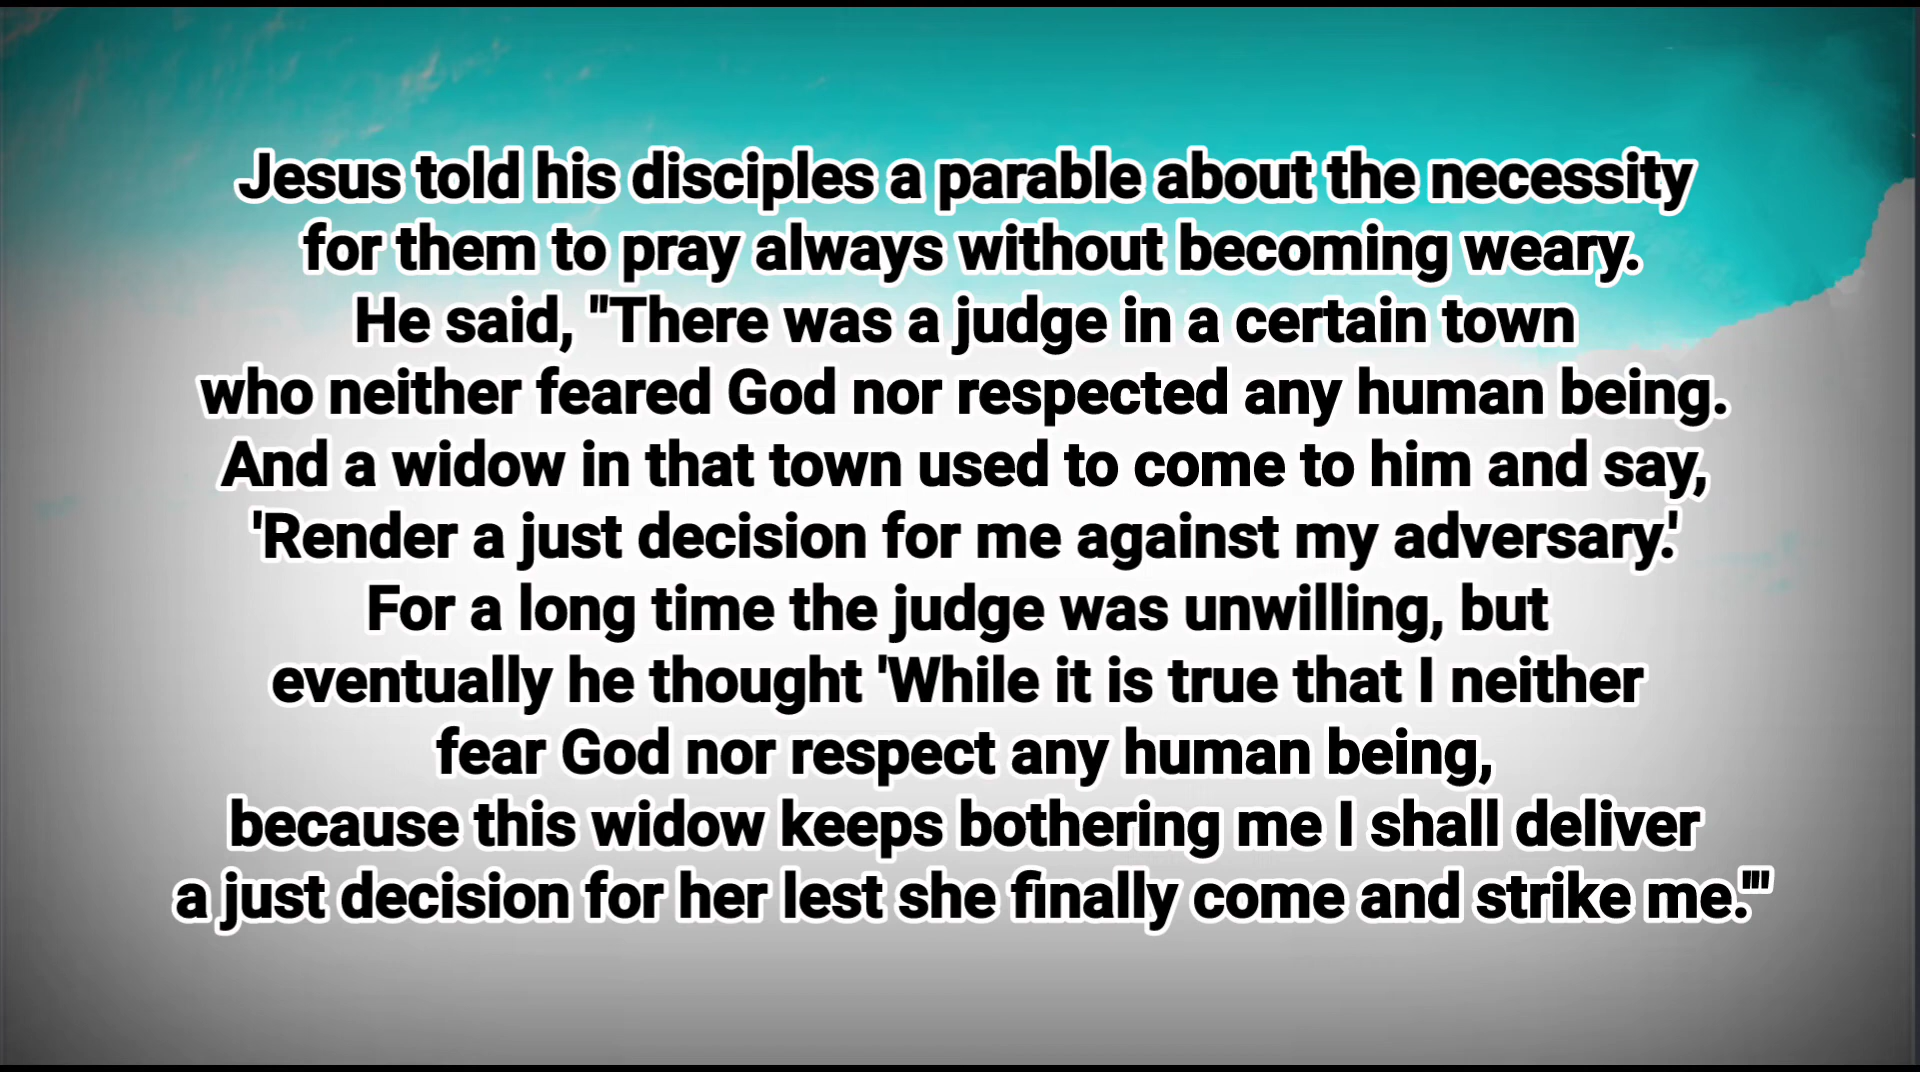 Jesus told his disciples a parable about the necessity
for them to pray always without becoming weary.
He said, "There was a judge in a certain town
who neither feared God nor respected any human being.
And a widow in that town used to come to him and say,
'Render a just decision for me against my adversary.'
For a long time the judge was unwilling, but
eventually he thought 'While it is true that I neither
fear God nor respect any human being,
because this widow keeps bothering me I shall deliver
a just decision for her lest she finally come and strike me.'"